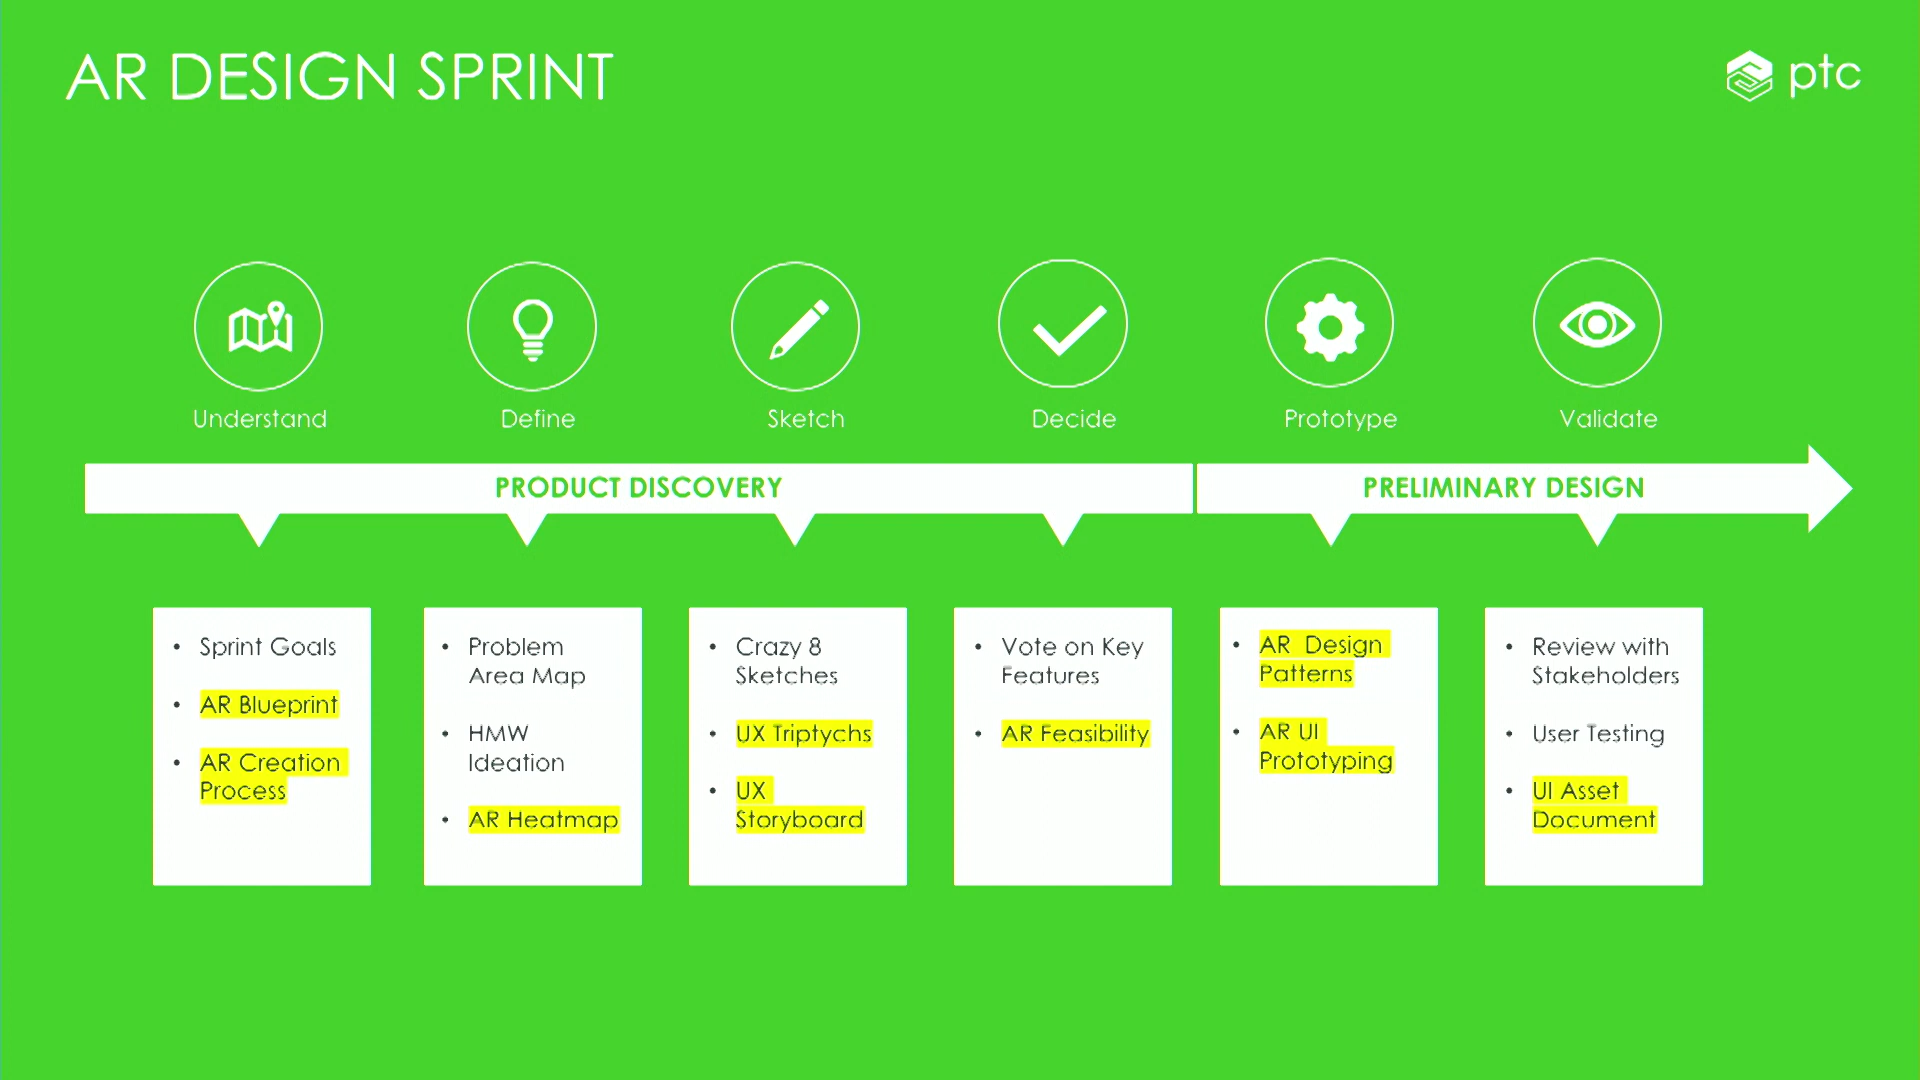 AR DESIGN SPRINT
ptc
Understand
Define
Sketch
Decide
Prototype
Validate
PRODUCT DISCOVERY
PRELIMINARY DESIGN
• Sprint Goals
• AR Blueprint
• AR Creation
Process
• Problem
Area Map
• HMW
Ideation
• AR Heatmap
• Crazy 8
Sketches
• UX Triptychs
• UX
Storyboard
• Vote on Key
Features
• AR Feasibility
• AR Design
Patterns
• AR UI
Prototyping
• Review with
Stakeholders
• User Testing
• UI Asset
Document